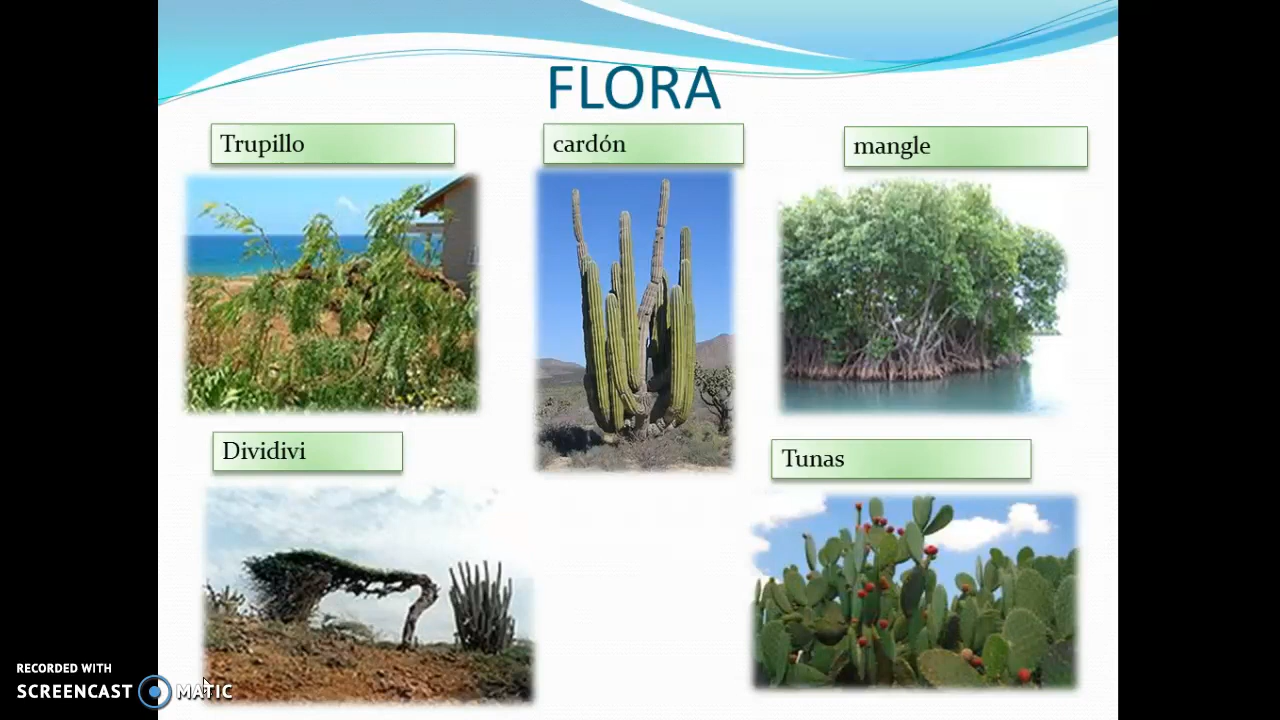 FLORA
Trupillo
cardón
mangle
Dividivi
Tunas
RECORDED WITH
SCREENCAST MATIC